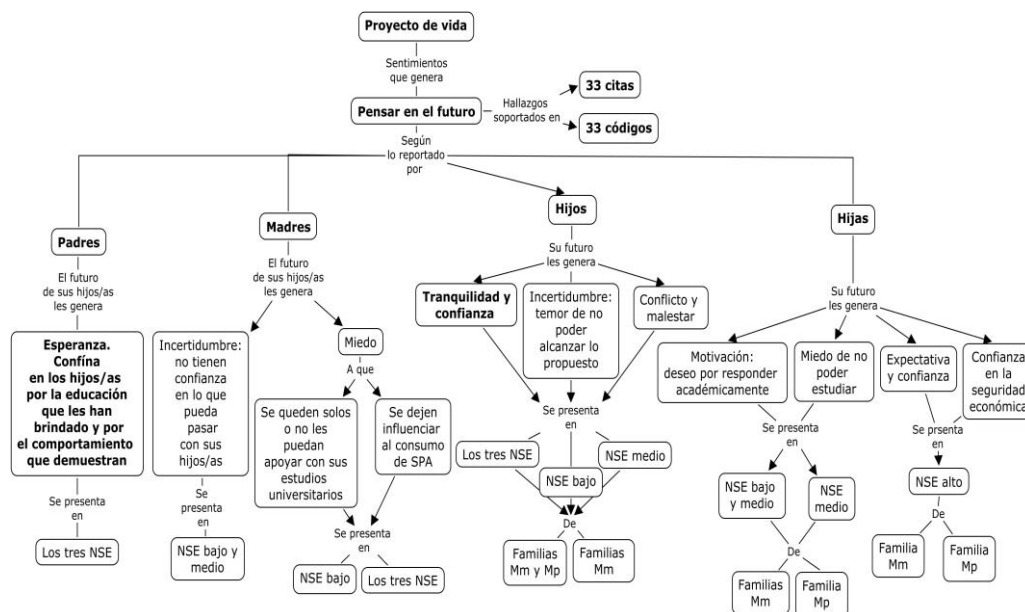 Proyecto de vida
Sentimientos
que genera
33 citas
Pensar en el futuro
Hallazgos
soportados en
33 códigos
Según
lo reportado
por
Padres
El futuro
de sus hijos/as
les genera
Esperanza.
Confína
en los hijos/as
por la educación
que les han
brindado y por
el comportamiento
que demuestran
Se presenta
en
Los tres NSE
Madres
El futuro
de sus hijos/as
les genera
Incertidumbre:
no tienen
confianza
en lo que
pueda
pasar
con sus
hijos/as
Se
presenta
en
NSE bajo y
medio
Miedo
A que
Se queden solos
o no les
puedan
apoyar con sus
estudios
universitarios
Se dejen
influenciar
al consumo
de SPA
Se presenta
en
NSE bajo
Los tres NSE
Hijos
Su futuro
les genera
Tranquilidad y
confianza
Incertidumbre:
temor de no
poder
alcanzar lo
propuesto
Conflicto y
malestar
Se presenta
en
Los tres NSE
NSE bajo
NSE medio
De
Familias
Mm y Mp
Familias
Mm
Hijas
Su futuro
les genera
Motivación:
deseo por responder
académicamente
Miedo de no
poder
estudiar
Expectativa
y confianza
Confianza
en la
seguridad
económica
Se presenta
en
NSE bajo
y medio
NSE
medio
De
Familias
Mm
Familia
Mp
Se prsenta
en
NSE alto
De
Familia
Mm
Familia
Mp